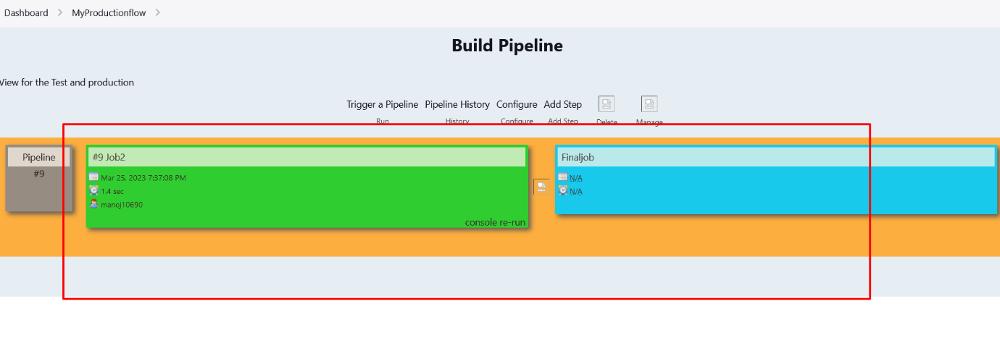 Dashboard > MyProductionflow >
Build Pipeline
View for the Test and production
Trigger a Pipeline Pipeline History Configure Add Step
Run History Configure Add Step Delete Manage
Pipeline
#9
#9 Job2
Mar 25, 2023 7:37:08 PM
1.4 sec
manoj10690
console re-run
Finaljob
N/A
N/A